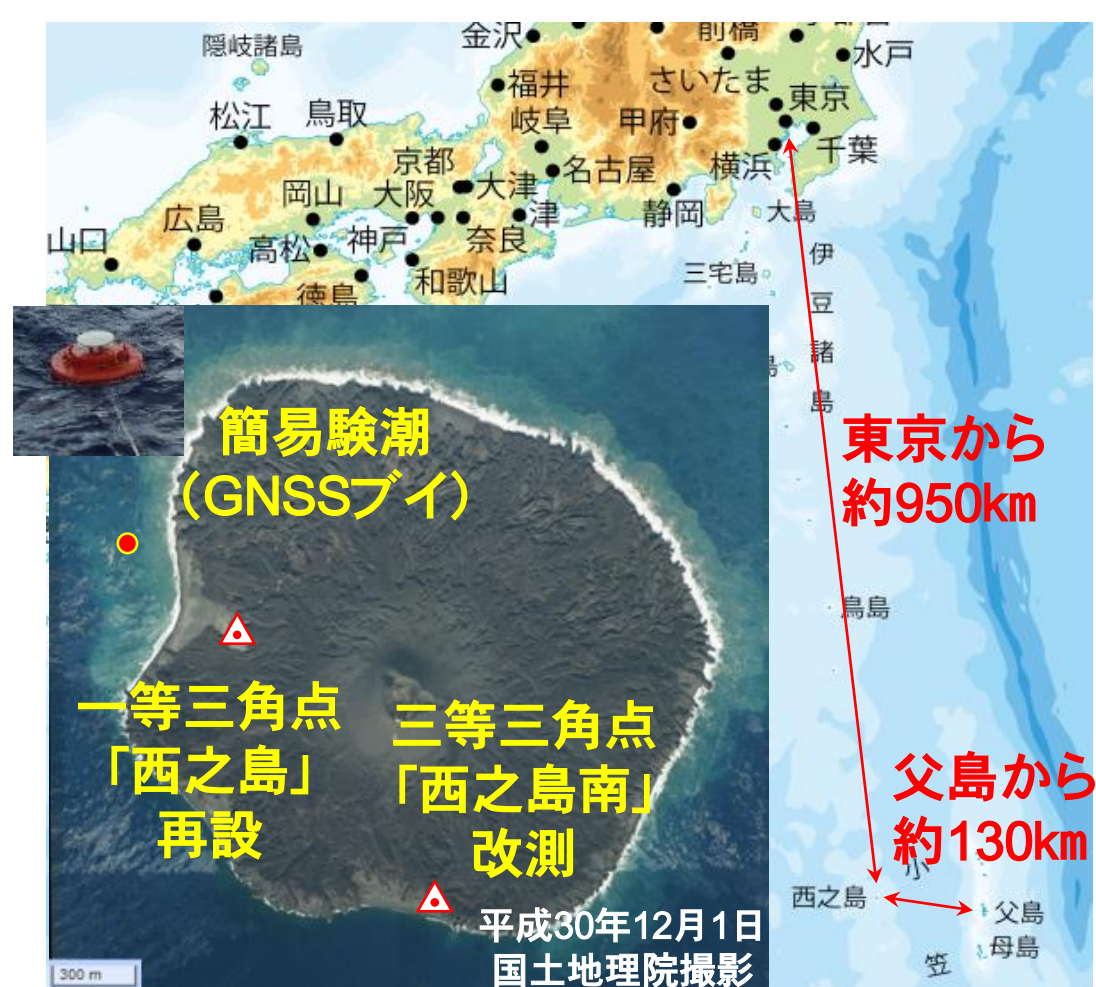 金沢
前橋
隠岐諸島
水戸
福井
さいたま
東京
松江
鳥取
岐阜
甲府
千葉
京都
名古屋
横浜
岡山
大阪
大津
広島
津
静岡
大島
山口
高松
神戸
奈良
伊
豆
諸
島
三宅島
和歌山
徳島
簡易験潮
（GNSSブイ）
東京から
約950km
鳥島
一等三角点
「西之島」
再設
三等三角点
「西之島南」
改測
父島から
約130km
小
笠
西之島
父島
母島
平成30年12月1日
国土地理院撮影
300 m